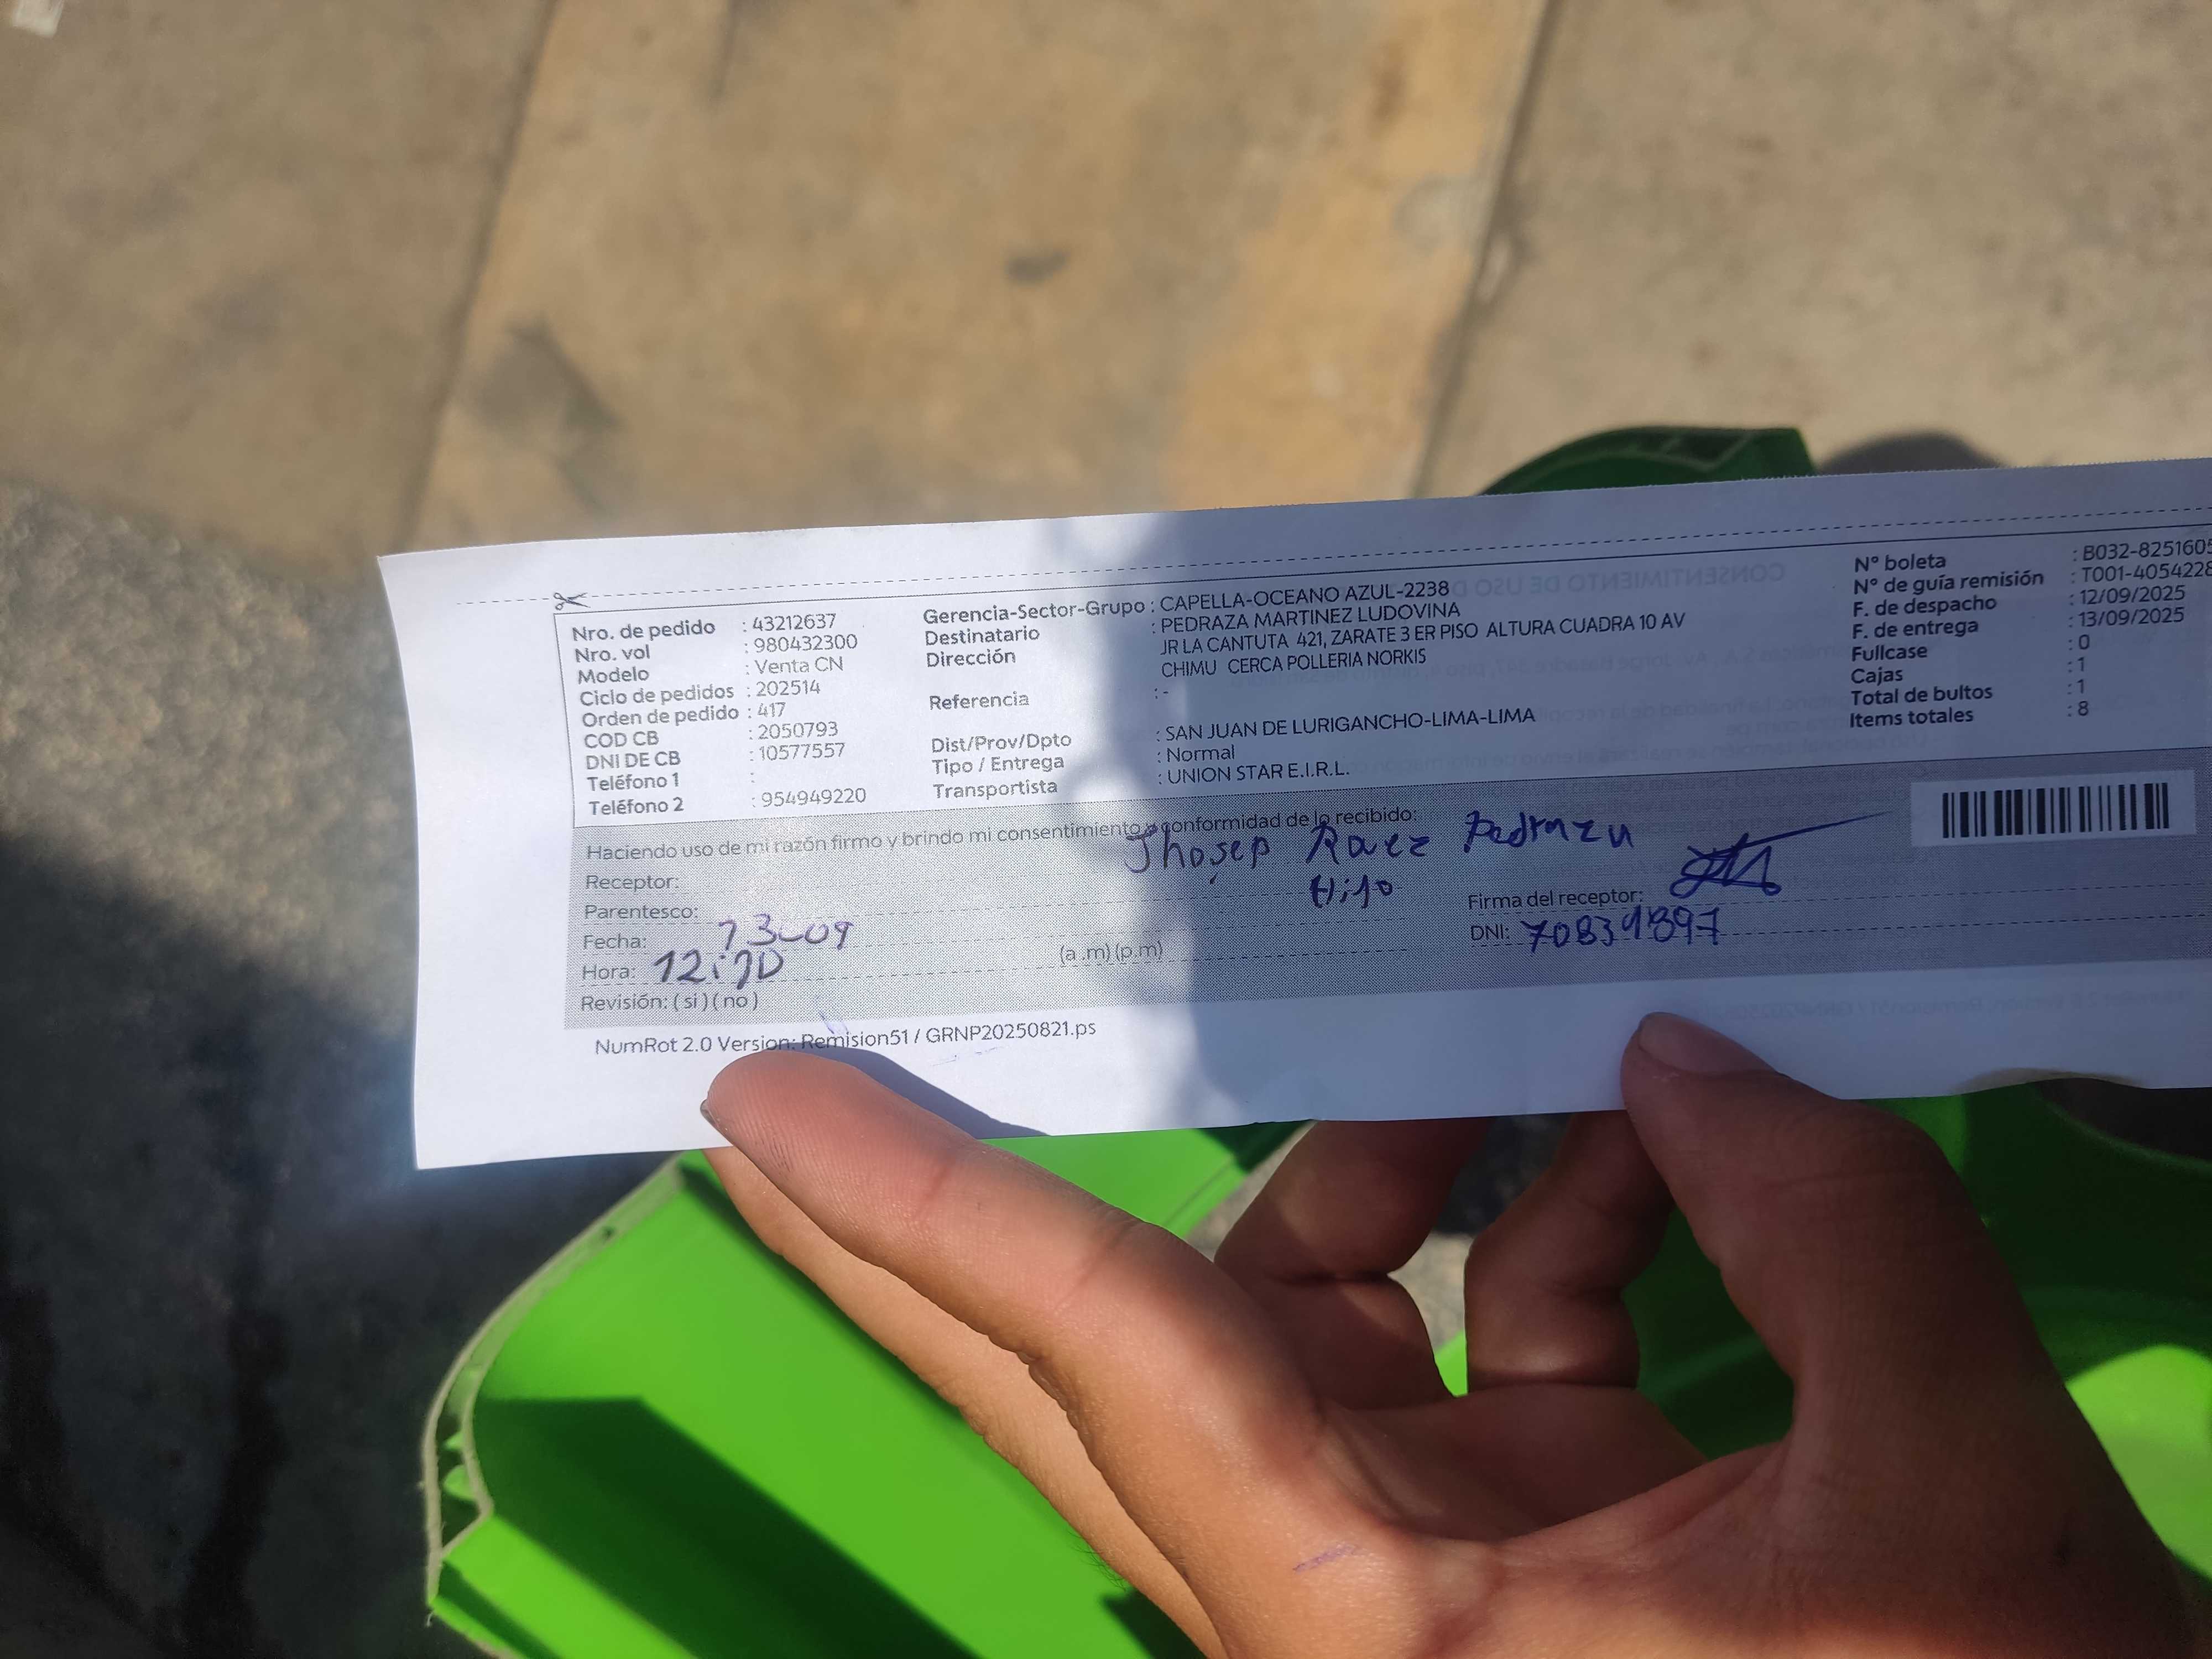 Nro. de pedido : 43212637
Nro. vol : 980432300
Modelo : Venta CN
Ciclo de pedidos : 202514
Orden de pedido : 417
COD CB : 2050793
DNI DE CB : 10577557
Teléfono 1 :
Teléfono 2 : 954949220
Gerencia-Sector-Grupo : CAPELLA-OCEANO AZUL-2238
Destinatario : PEDRAZA MARTINEZ LUDOVINA
Dirección JR LA CANTUTA 421, ZARATE 3 ER PISO ALTURA CUADRA 10 AV
CHIMU CERCA POLLERIA NORKIS
Referencia : -
Dist/Prov/Dpto : SAN JUAN DE LURIGANCHO-LIMA-LIMA
Tipo / Entrega : Normal
Transportista : UNION STAR E.I.R.L.
N° boleta : B032-8251605
N° de guía remisión : T001-4054228
F. de despacho : 12/09/2025
F. de entrega : 13/09/2025
Fullcase : 0
Cajas : 1
Total de bultos : 1
Items totales : 8
Haciendo uso de mi razón firmo y brindo mi consentimiento y conformidad de lo recibido:
Receptor: Jhosep Raez Pedraza
Parentesco: Hijo
Firma del receptor:
Fecha: 13-09
DNI: 70831897
Hora: (a.m) (p.m)
Revisión: ( si ) ( no )
NumRot 2.0 Version: Remision51 / GRNP20250821.ps